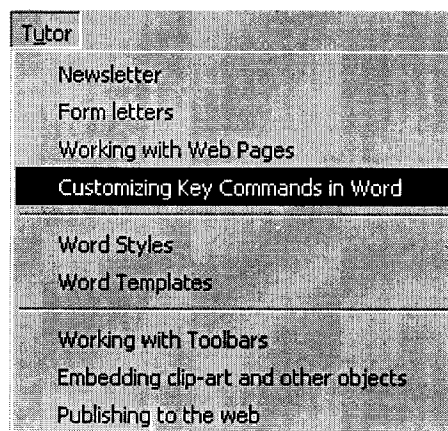 Tutor
Newsletter
Form letters
Working with Web Pages
Customizing Key Commands in Word
Word Styles
Word Templates
Working with Toolbars
Embedding clip-art and other objects
Publishing to the web